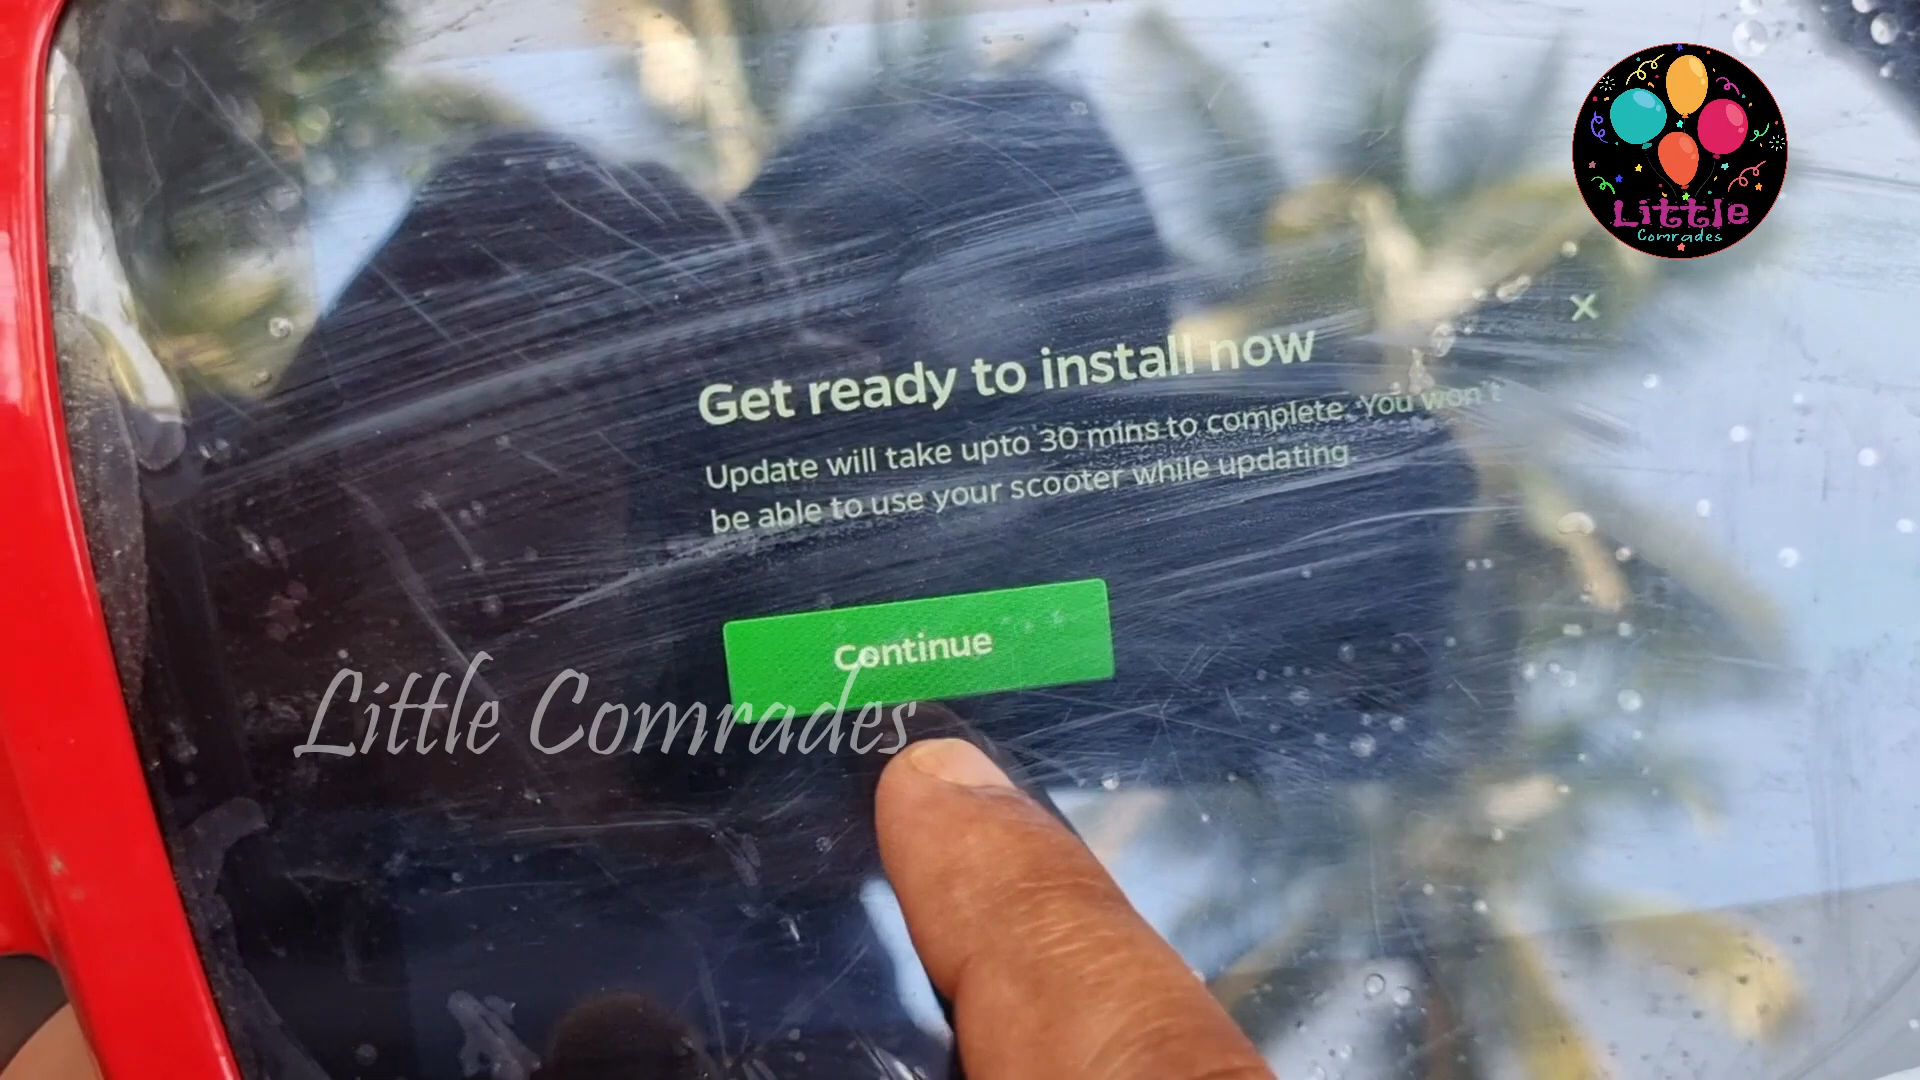 Little
Comrades
X
Get ready to install now
Update will take upto 30 mins to complete. You won't
be able to use your scooter while updating
Continue
Little Comrades